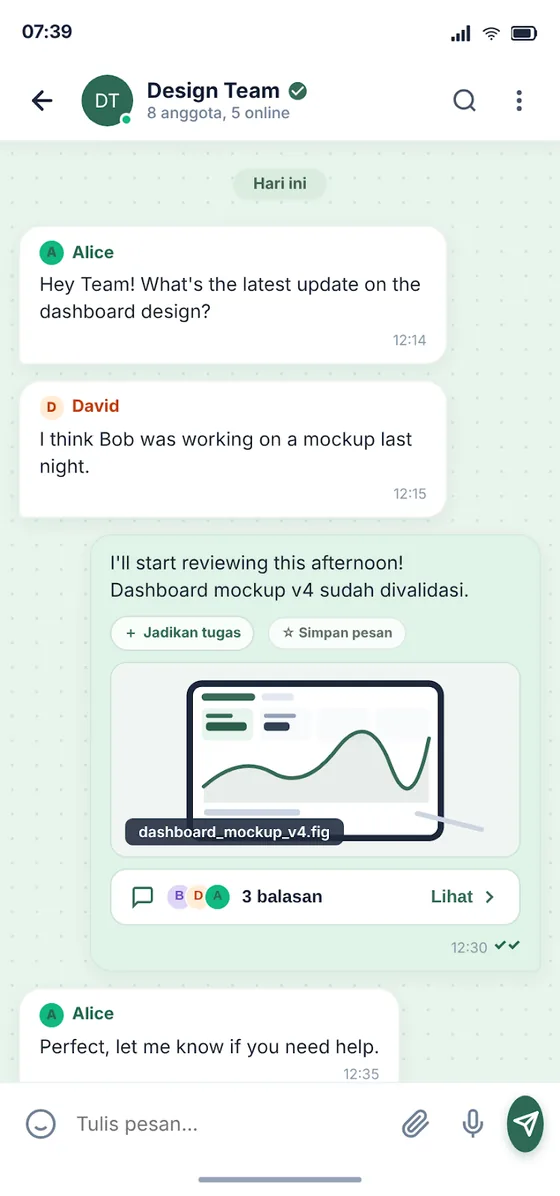 07:39
DT
Design Team
8 anggota, 5 online
Hari ini
A Alice
Hey Team! What's the latest update on the
dashboard design?
12:14
D David
I think Bob was working on a mockup last
night.
12:15
I'll start reviewing this afternoon!
Dashboard mockup v4 sudah divalidasi.
+ Jadikan tugas
☆ Simpan pesan
dashboard_mockup_v4.fig
B D A 3 balasan Lihat
12:30
A Alice
Perfect, let me know if you need help.
12:35
Tulis pesan...